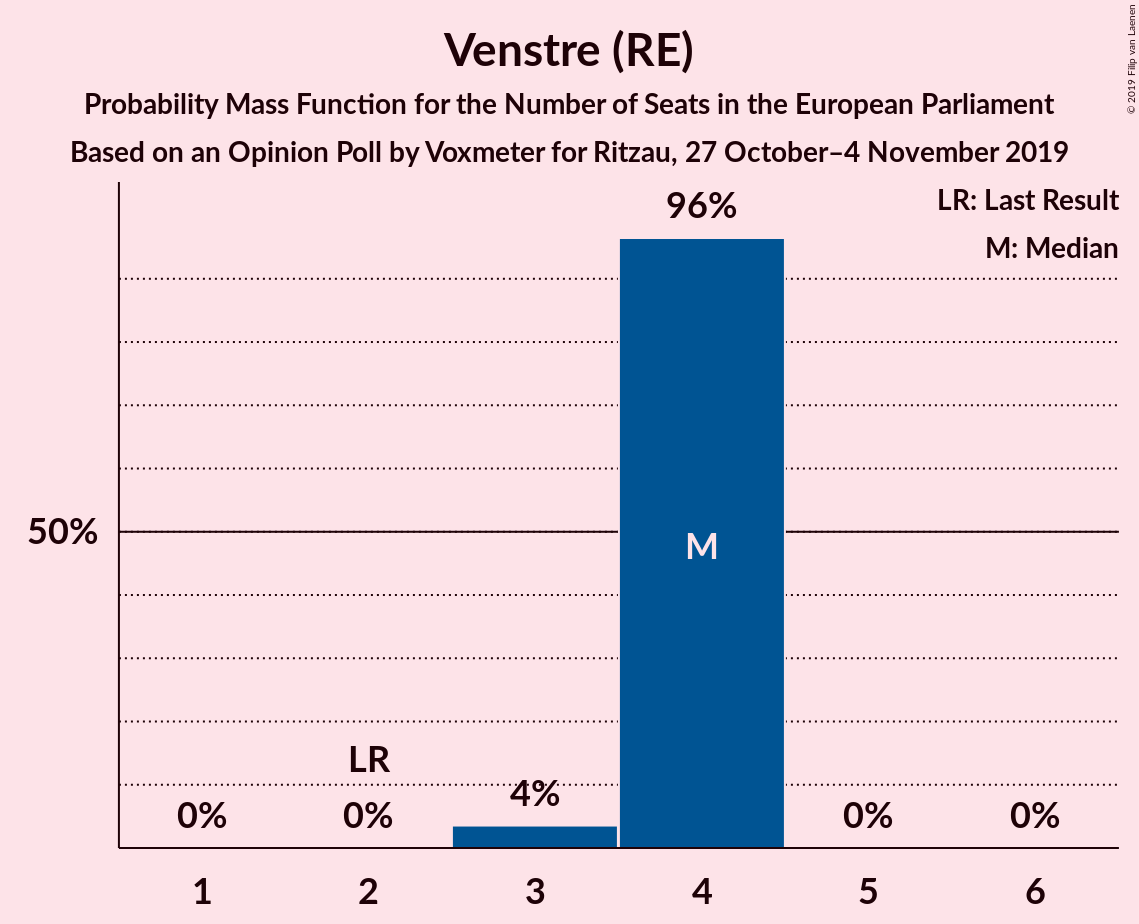 Venstre (RE)
Probability Mass Function for the Number of Seats in the European Parliament
Based on an Opinion Poll by Voxmeter for Ritzau, 27 October–4 November 2019
© 2019 Filip van Laenen
LR: Last Result
M: Median
96%
50%
M
LR
0%
0%
4%
0%
0%
1
2
3
4
5
6